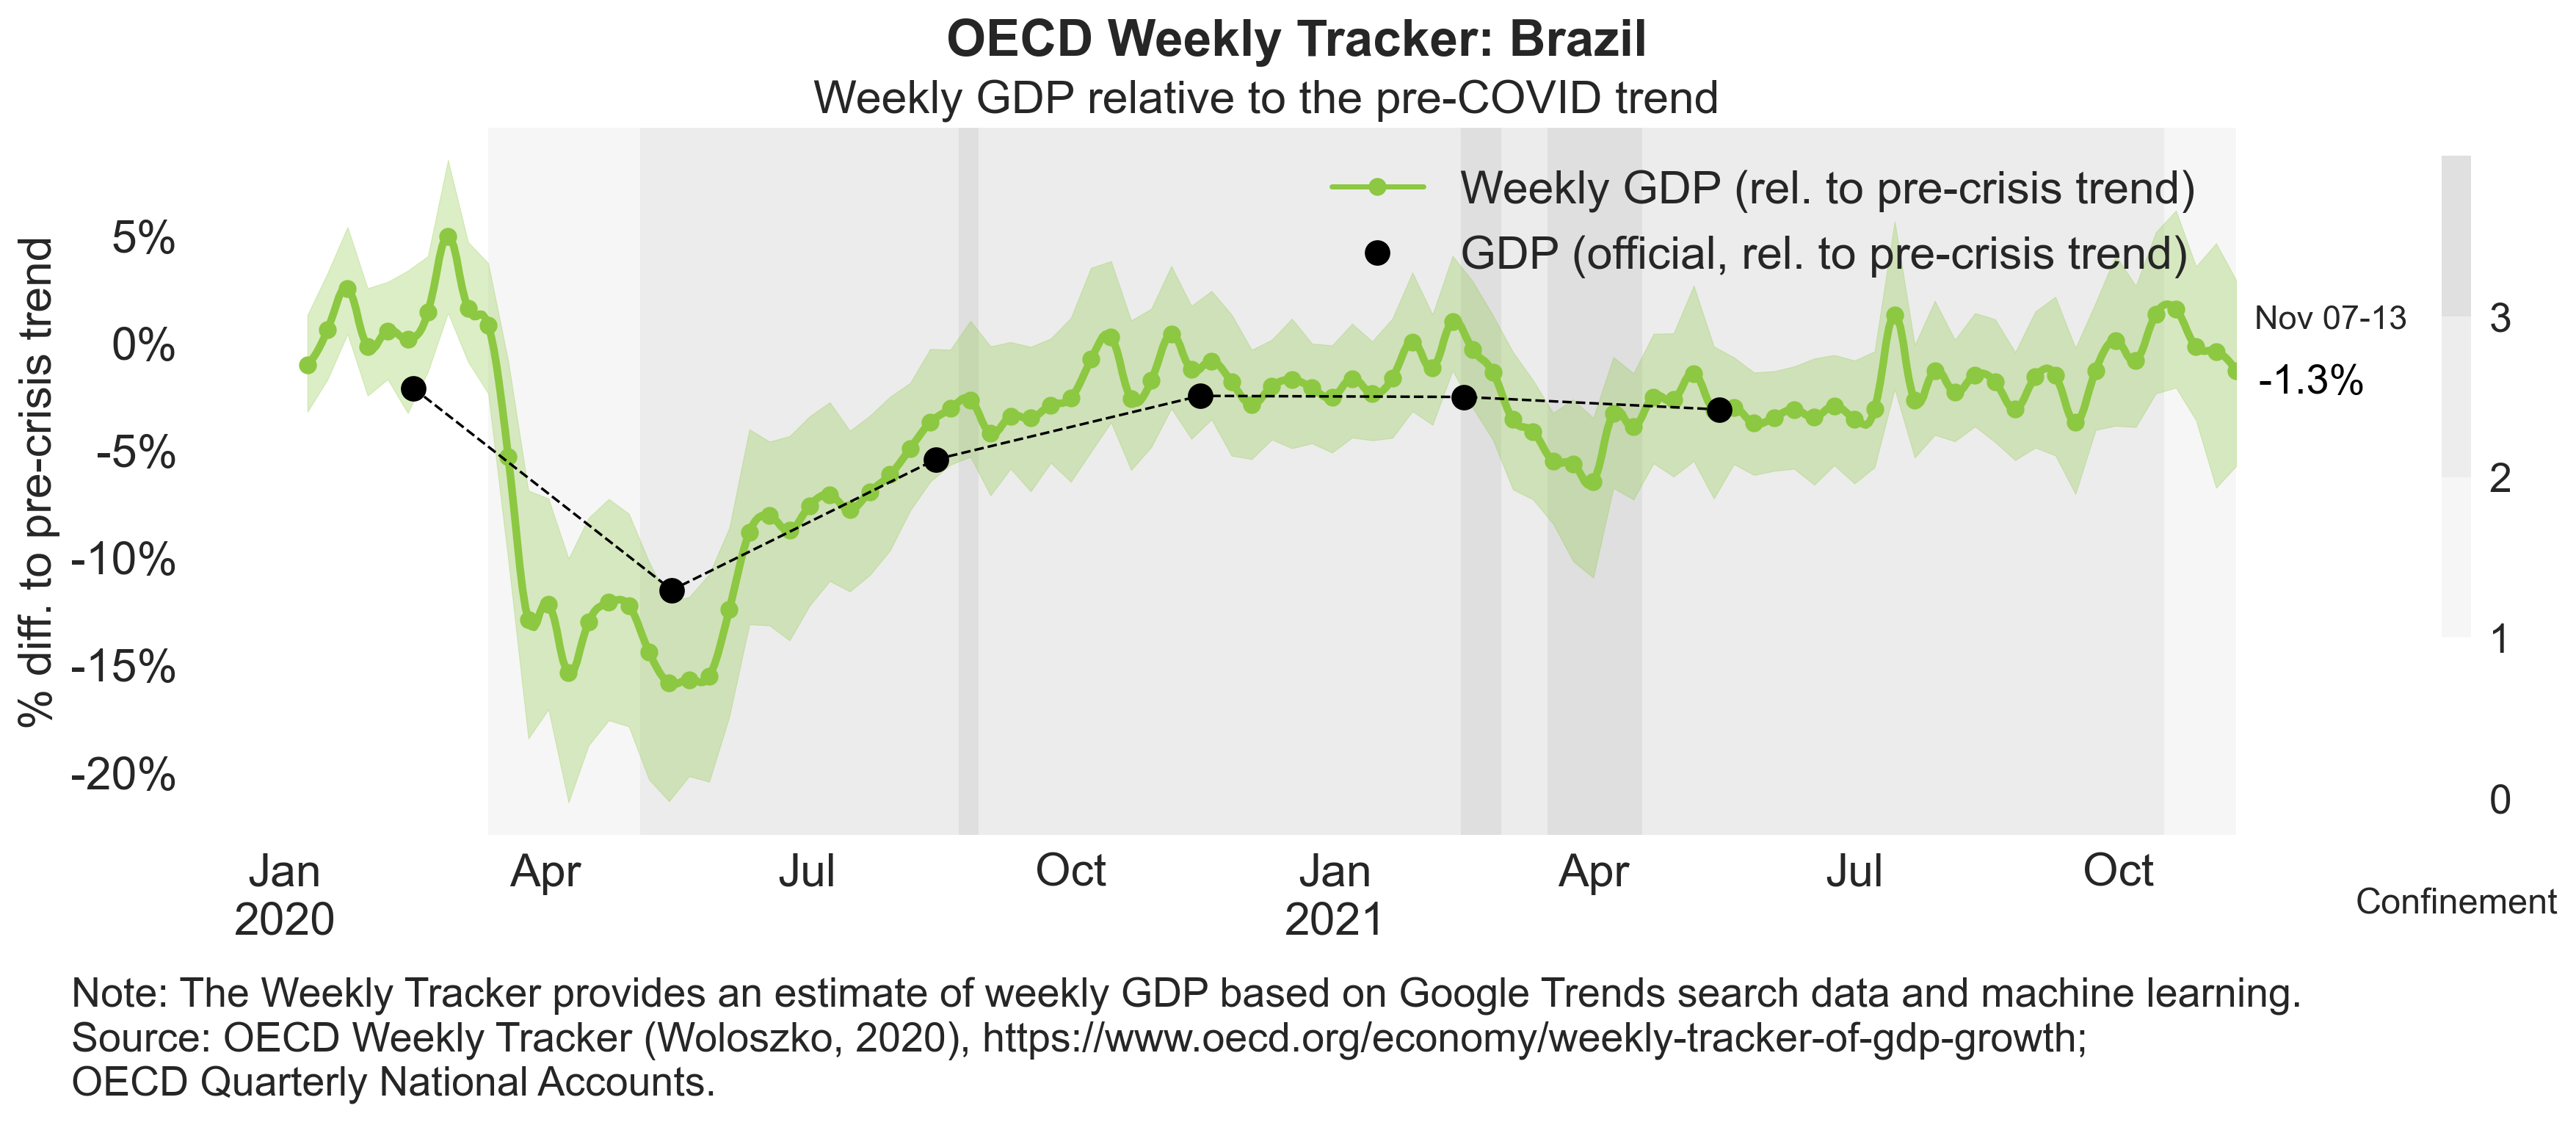 OECD Weekly Tracker: Brazil
Weekly GDP relative to the pre-COVID trend
Weekly GDP (rel. to pre-crisis trend)
GDP (official, rel. to pre-crisis trend)
% diff. to pre-crisis trend
5%
0%
-5%
-10%
-15%
-20%
Nov 07-13
-1.3%
3
2
1
0
Confinement
Jan Apr Jul Oct Jan Apr Jul Oct
2020 2021
Note: The Weekly Tracker provides an estimate of weekly GDP based on Google Trends search data and machine learning.
Source: OECD Weekly Tracker (Woloszko, 2020), https://www.oecd.org/economy/weekly-tracker-of-gdp-growth;
OECD Quarterly National Accounts.